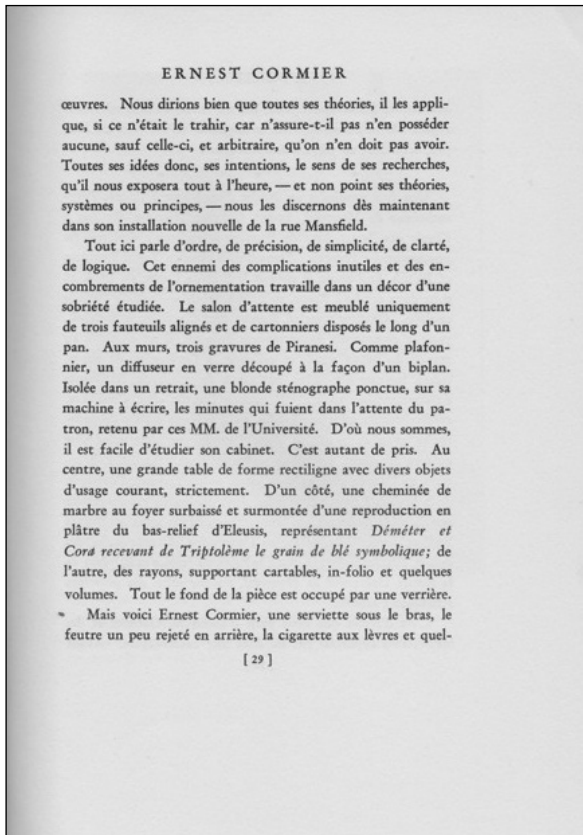 ERNEST CORMIER
œuvres. Nous dirions bien que toutes ses théories, il les appli-
que, si ce n'était le trahir, car n'assure-t-il pas n'en posséder
aucune, sauf celle-ci, et arbitraire, qu'on n'en doit pas avoir.
Toutes ses idées donc, ses intentions, le sens de ses recherches,
qu'il nous exposera tout à l'heure, — et non point ses théories,
systèmes ou principes, — nous les discernons dès maintenant
dans son installation nouvelle de la rue Mansfield.
Tout ici parle d'ordre, de précision, de simplicité, de clarté,
de logique. Cet ennemi des complications inutiles et des en-
combrements de l'ornementation travaille dans un décor d'une
sobriété étudiée. Le salon d'attente est meublé uniquement
de trois fauteuils alignés et de cartonniers disposés le long d'un
pan. Aux murs, trois gravures de Piranesi. Comme plafon-
nier, un diffuseur en verre découpé à la façon d'un biplan.
Isolée dans un retrait, une blonde sténographe ponctue, sur sa
machine à écrire, les minutes qui fuient dans l'attente du pa-
tron, retenu par ces MM. de l'Université. D'où nous sommes,
il est facile d'étudier son cabinet. C'est autant de pris. Au
centre, une grande table de forme rectiligne avec divers objets
d'usage courant, strictement. D'un côté, une cheminée de
marbre au foyer surbaissé et surmontée d'une reproduction en
plâtre du bas-relief d'Eleusis, représentant Déméter et
Cora recevant de Triptolème le grain de blé symbolique; de
l'autre, des rayons, supportant cartables, in-folio et quelques
volumes. Tout le fond de la pièce est occupé par une verrière.
Mais voici Ernest Cormier, une serviette sous le bras, le
feutre un peu rejeté en arrière, la cigarette aux lèvres et quel-
[ 29 ]